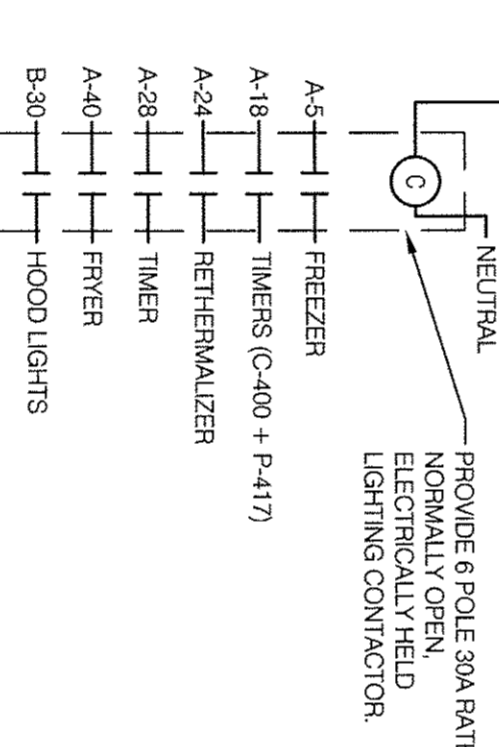 C
NEUTRAL
PROVIDE 6 POLE 30A
NORMALLY OPEN,
ELECTRICALLY HELD
LIGHTING CONTACTOR.
A-5 FREEZER
A-18 TIMERS (C-400 + P-417)
A-24 RETHERMALIZER
A-28 TIMER
A-40 FRYER
B-30 HOOD LIGHTS